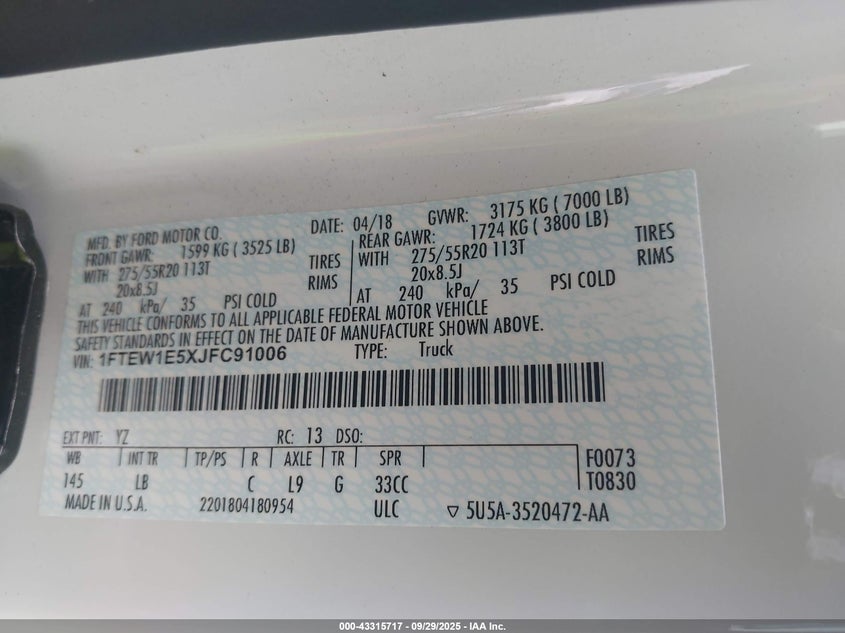 MFD. BY FORD MOTOR CO. DATE: 04/18 GVWR: 3175 KG ( 7000 LB)
FRONT GAWR: 1599 KG ( 3525 LB) REAR GAWR: 1724 KG ( 3800 LB)
WITH 275/55R20 113T TIRES WITH 275/55R20 113T TIRES
20x8.5J RIMS 20x8.5J RIMS
AT 240 kPa/ 35 PSI COLD AT 240 kPa/ 35 PSI COLD
THIS VEHICLE CONFORMS TO ALL APPLICABLE FEDERAL MOTOR VEHICLE
SAFETY STANDARDS IN EFFECT ON THE DATE OF MANUFACTURE SHOWN ABOVE.
VIN: 1FTEW1E5XJFC91006 TYPE: Truck
EXT PNT: YZ RC: 13 DSO:
WB INT TR TP/PS R AXLE TR SPR F0073
145 LB C L9 G 33CC T0830
MADE IN U.S.A. 2201804180954 ULC ▽ 5U5A-3520472-AA
000-43315717 - 09/29/2025 - IAA Inc.